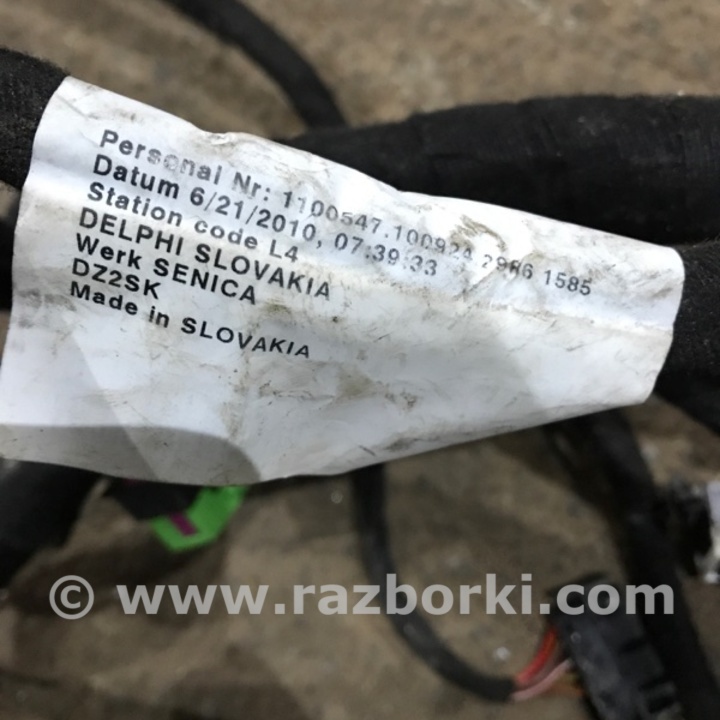 Personal Nr: 1100547.100924 2986 1585
Datum 6/21/2010, 07:39:33
Station code L4
DELPHI SLOVAKIA
Werk SENICA
DZ2SK
Made in SLOVAKIA
© www.razborki.com